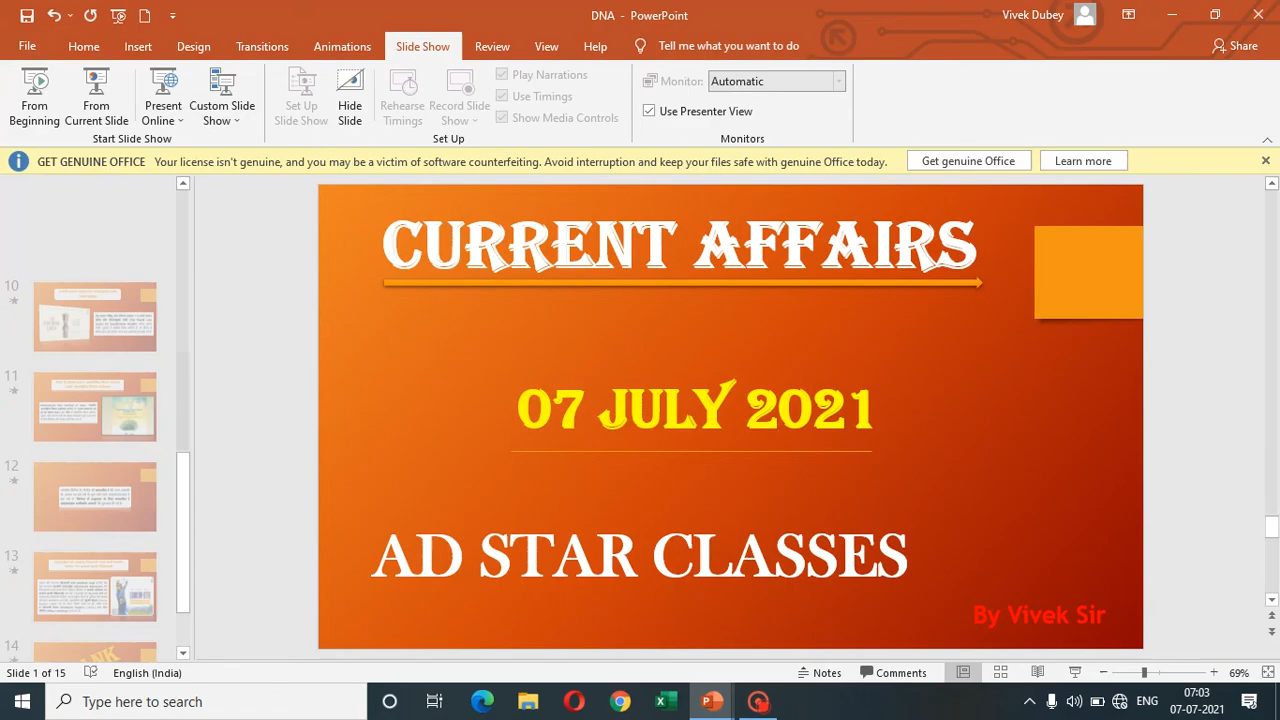 DNA - PowerPoint
Vivek Dubey
File Home Insert Design Transitions Animations Slide Show Review View Help Tell me what you want to do Share
From Beginning
From Current Slide
Present Online
Custom Slide Show
Set Up Slide Show
Hide Slide
Rehearse Timings
Record Slide Show
Play Narrations
Use Timings
Show Media Controls
Monitor: Automatic
Use Presenter View
Start Slide Show
Set Up
Monitors
GET GENUINE OFFICE Your license isn't genuine, and you may be a victim of software counterfeiting. Avoid interruption and keep your files safe with genuine Office today. Get genuine Office Learn more
10
11
12
13
14
CURRENT AFFAIRS
07 JULY 2021
AD STAR CLASSES
By Vivek Sir
Slide 1 of 15 English (India) Notes Comments 69%
Type here to search
ENG
07:03
07-07-2021